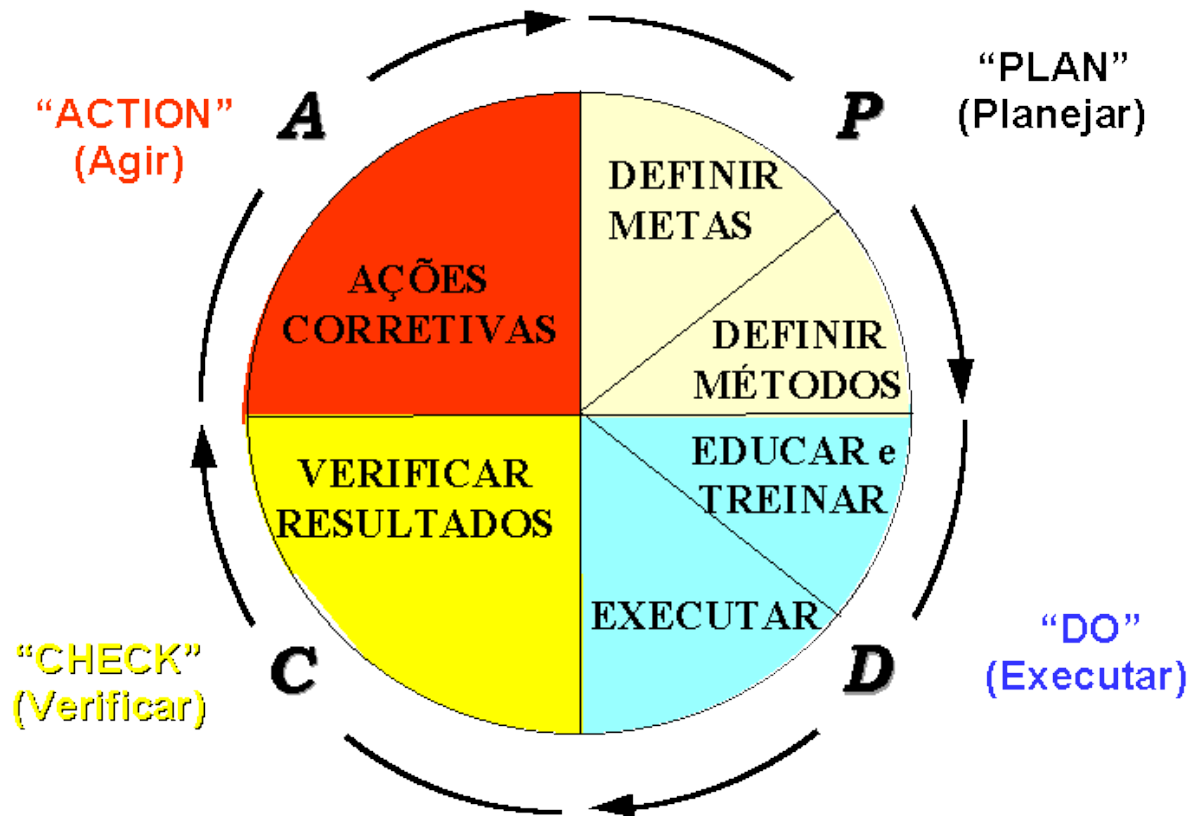 “PLAN”
(Planejar)
P
DEFINIR
METAS
DEFINIR
MÉTODOS
EDUCAR e
TREINAR
EXECUTAR
D
“DO”
(Executar)
C
“CHECK”
(Verificar)
VERIFICAR
RESULTADOS
A
“ACTION”
(Agir)
AÇÕES
CORRETIVAS